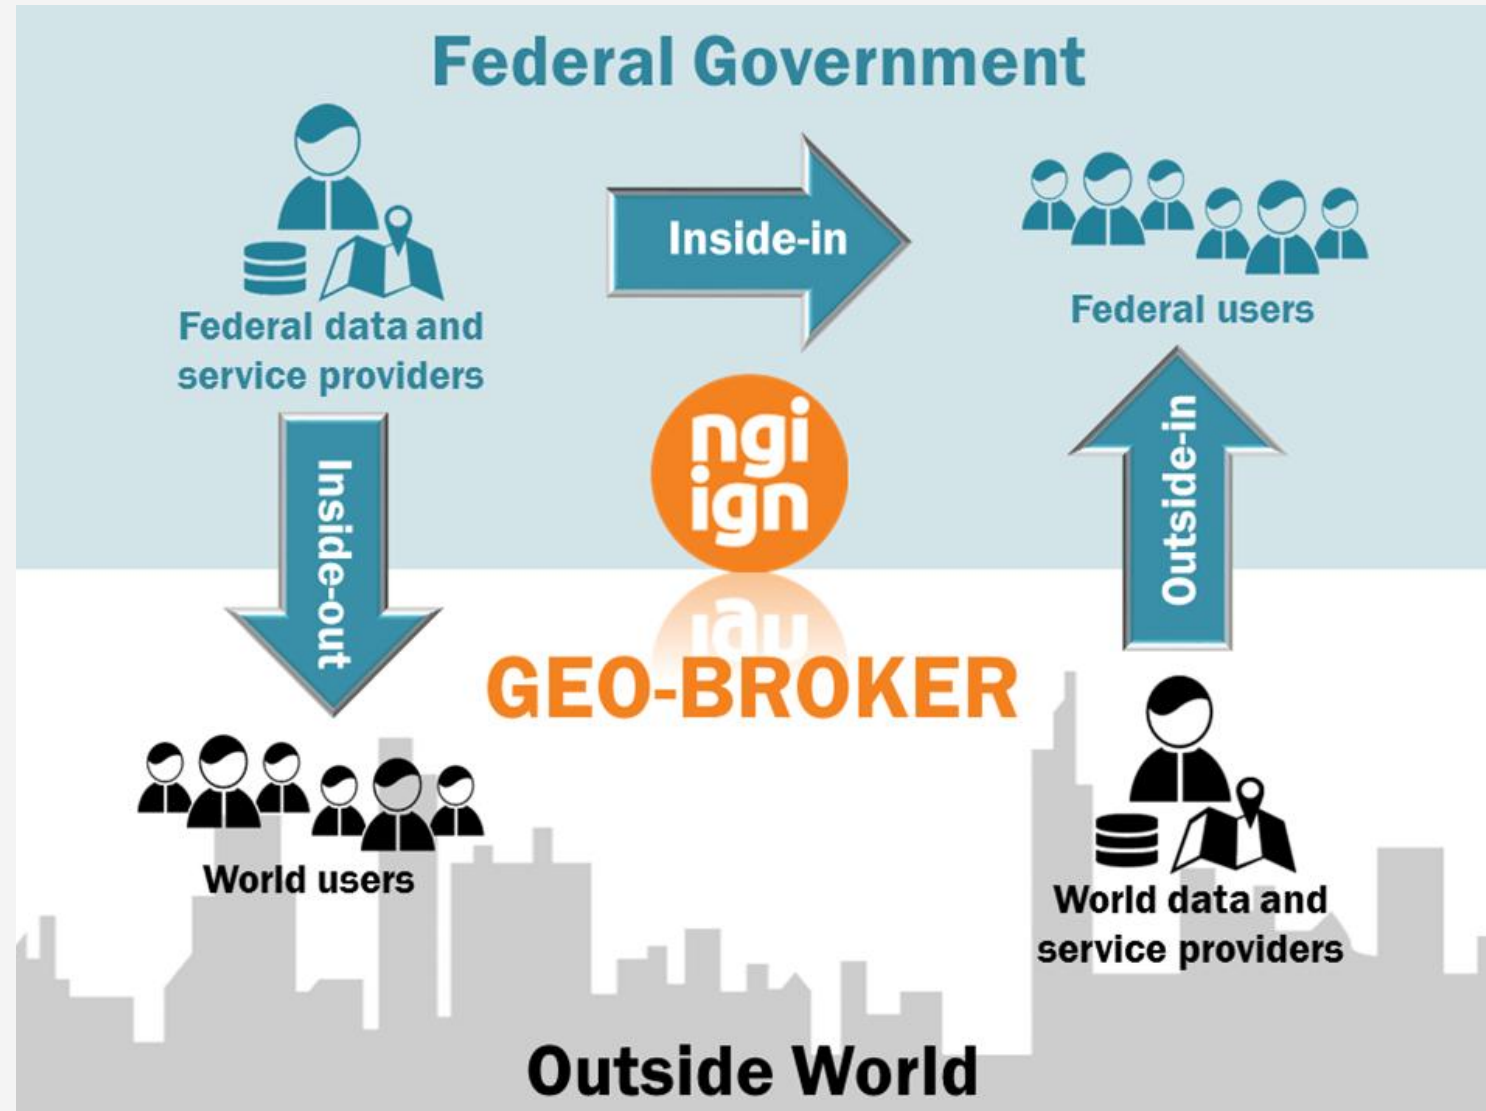 Federal Government
Inside-in
Federal data and
service providers
Federal users
Inside-out
ngi
ign
Outside-in
GEO-BROKER
World users
World data and
service providers
Outside World